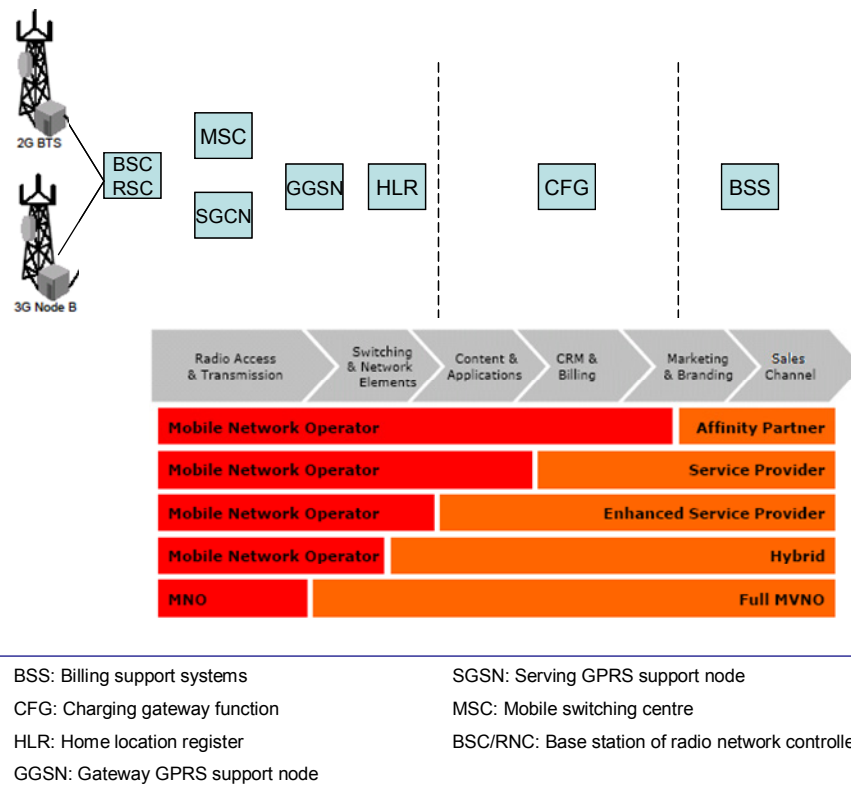 2G BTS
3G Node B
BSC
RSC
MSC
SGCN
GGSN
HLR
CFG
BSS
Radio Access
& Transmission
Switching
& Network
Elements
Content &
Applications
CRM &
Billing
Marketing
& Branding
Sales
Channel
Mobile Network Operator
Affinity Partner
Mobile Network Operator
Service Provider
Mobile Network Operator
Enhanced Service Provider
Mobile Network Operator
Hybrid
MNO
Full MVNO
BSS: Billing support systems
CFG: Charging gateway function
HLR: Home location register
GGSN: Gateway GPRS support node
SGSN: Serving GPRS support node
MSC: Mobile switching centre
BSC/RNC: Base station of radio network controlle